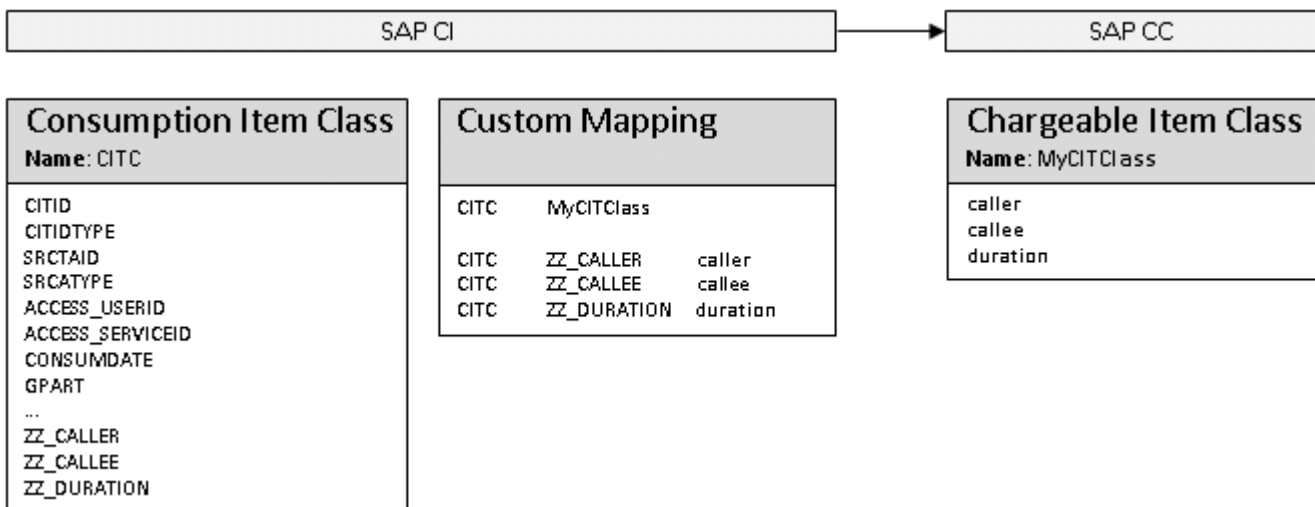 SAP CI
SAP CC
Consumption Item Class
Name: CITC
CITID
CITIDTYPE
SRCTAID
SRCATYPE
ACCESS_USERID
ACCESS_SERVICEID
CONSUMDATE
GPART
...
ZZ_CALLER
ZZ_CALLEE
ZZ_DURATION
Custom Mapping
CITC MyCITClass
CITC ZZ_CALLER caller
CITC ZZ_CALLEE callee
CITC ZZ_DURATION duration
Chargeable Item Class
Name: MyCITClass
caller
callee
duration